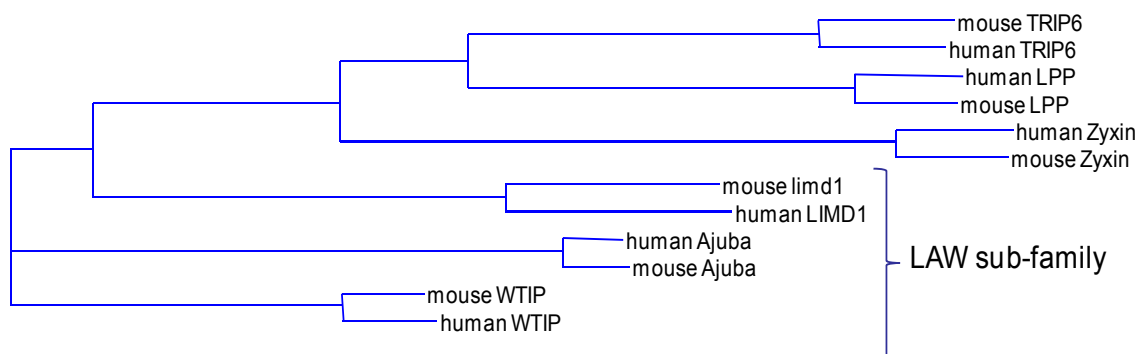 mouse TRIP6
human TRIP6
human LPP
mouse LPP
human Zyxin
mouse Zyxin
mouse limd1
human LIMD1
human Ajuba
mouse Ajuba
mouse WTIP
human WTIP
LAW sub-family